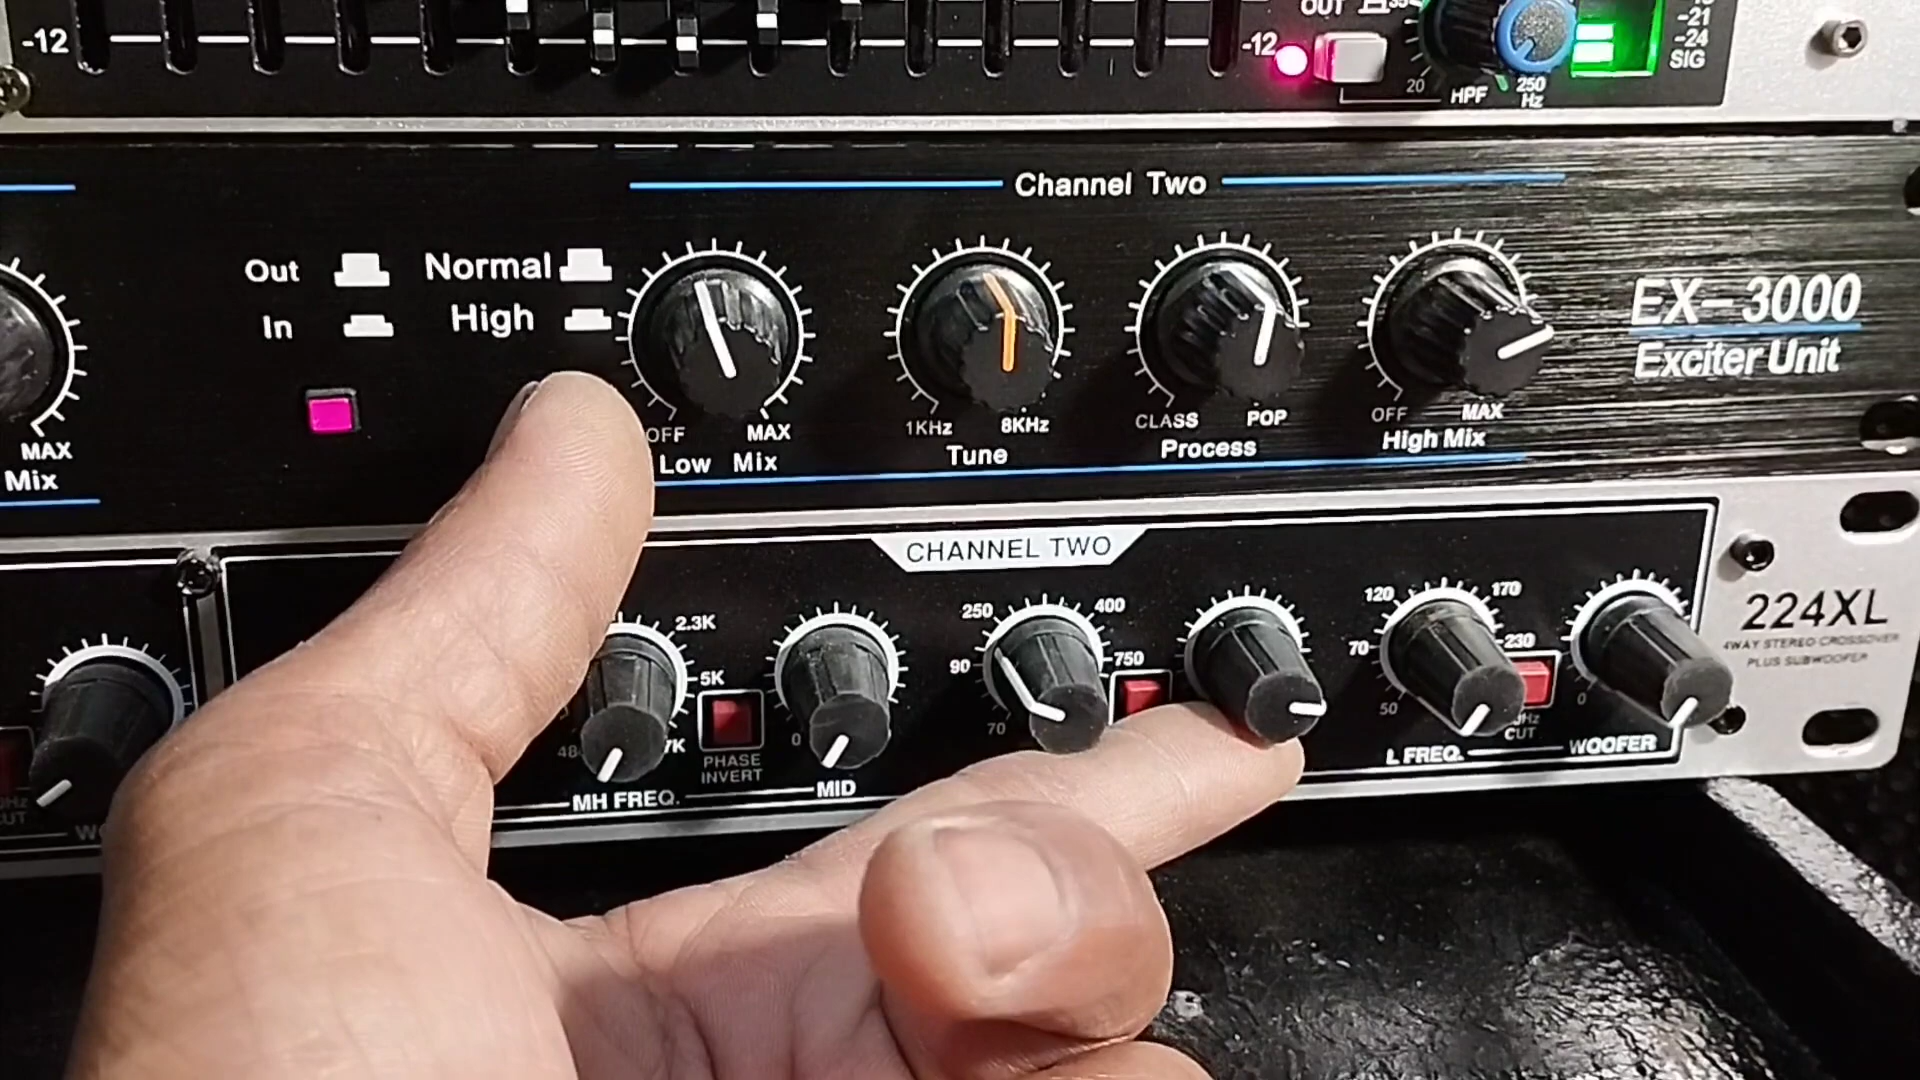 -12
-12
OUT
35
20
HPF
250
Hz
-21
-24
SIG
Channel Two
Out
In
Normal
High
MAX
Mix
OFF
MAX
Low Mix
1KHz
8KHz
Tune
CLASS
POP
Process
OFF
MAX
High Mix
EX-3000
Exciter Unit
CHANNEL TWO
2.3K
5K
7K
MH FREQ.
PHASE
INVERT
0
MID
250
400
90
750
70
120
170
70
230
50
CUT
L FREQ.
0
WOOFER
224XL
4WAY STEREO CROSSOVER
PLUS SUBWOOFER